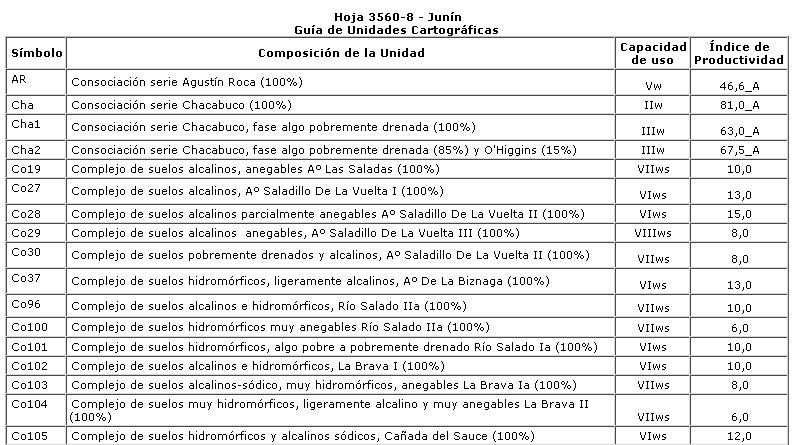 Hoja 3560-8 - Junín
Guía de Unidades Cartográficas
Símbolo Composición de la Unidad Capacidad de uso Índice de Productividad
AR Consociación serie Agustín Roca (100%) Vw 46,6_A
Cha Consociación serie Chacabuco (100%) IIw 81,0_A
Cha1 Consociación serie Chacabuco, fase algo pobremente drenada (100%) IIIw 63,0_A
Cha2 Consociación serie Chacabuco, fase algo pobremente drenada (85%) y O'Higgins (15%) IIIw 67,5_A
Co19 Complejo de suelos alcalinos, anegables Aº Las Saladas (100%) VIIws 10,0
Co27 Complejo de suelos alcalinos, Aº Saladillo De La Vuelta I (100%) VIws 13,0
Co28 Complejo de suelos alcalinos parcialmente anegables Aº Saladillo De La Vuelta II (100%) VIws 15,0
Co29 Complejo de suelos alcalinos anegables, Aº Saladillo De La Vuelta III (100%) VIIIws 8,0
Co30 Complejo de suelos pobremente drenados y alcalinos, Aº Saladillo De La Vuelta II (100%) VIIws 8,0
Co37 Complejo de suelos hidromórficos, ligeramente alcalinos, Aº De La Biznaga (100%) VIws 13,0
Co96 Complejo de suelos alcalinos e hidromórficos, Río Salado IIa (100%) VIIws 10,0
Co100 Complejo de suelos hidromórficos muy anegables Río Salado IIa (100%) VIIws 6,0
Co101 Complejo de suelos hidromórficos, algo pobre a pobremente drenado Río Salado Ia (100%) VIws 10,0
Co102 Complejo de suelos alcalinos e hidromórficos, La Brava I (100%) VIws 10,0
Co103 Complejo de suelos alcalinos-sódico, muy hidromórficos, anegables La Brava Ia (100%) VIIws 8,0
Co104 Complejo de suelos muy hidromórficos, ligeramente alcalino y muy anegables La Brava II
(100%) VIIws 6,0
Co105 Complejo de suelos hidromórficos y alcalinos sódicos, Cañada del Sauce (100%) VIws 12,0